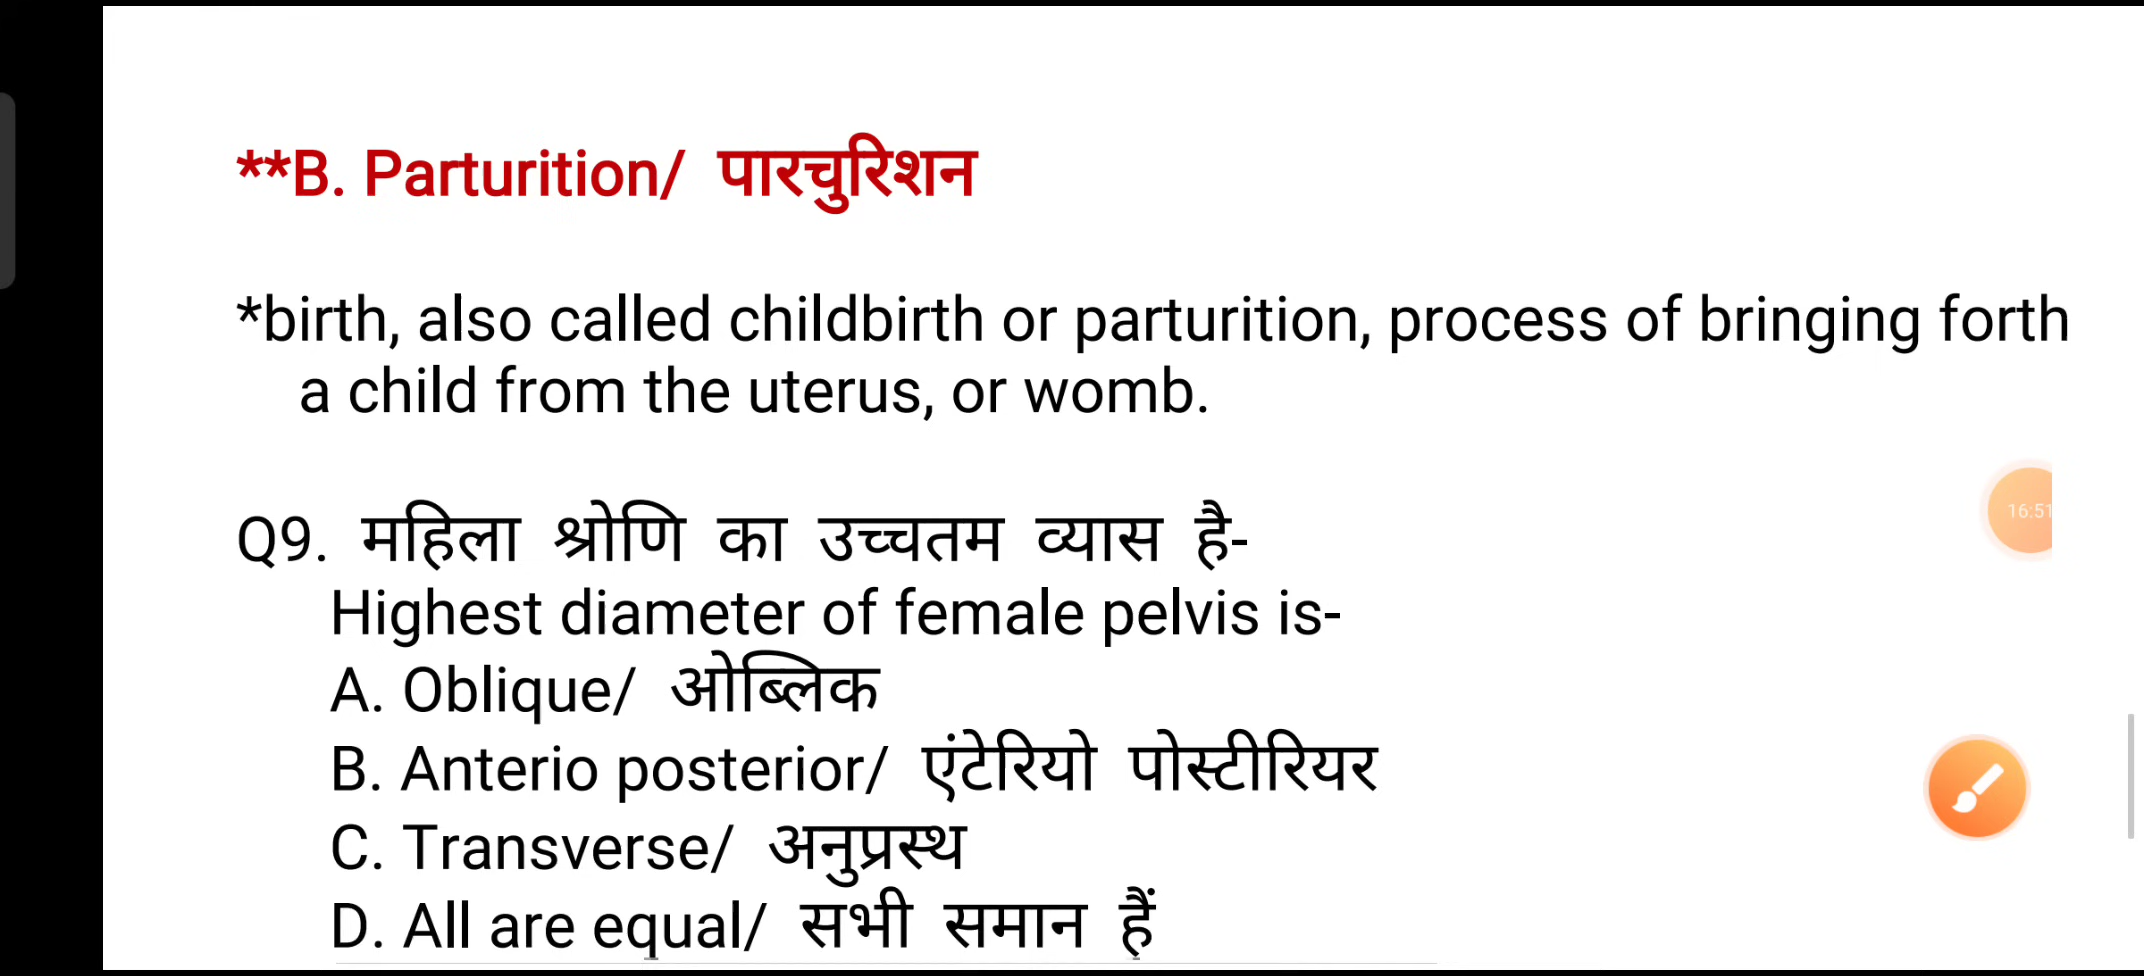 **B. Parturition/ पारचुरिशन
*birth, also called childbirth or parturition, process of bringing forth
a child from the uterus, or womb.
Q9. महिला श्रोणि का उच्चतम व्यास है-
16:51
Highest diameter of female pelvis is-
A. Oblique/ ओब्लिक
B. Anterio posterior/ एंटेरियो पोस्टीरियर
C. Transverse/ अनुप्रस्थ
D. All are equal/ सभी समान हैं